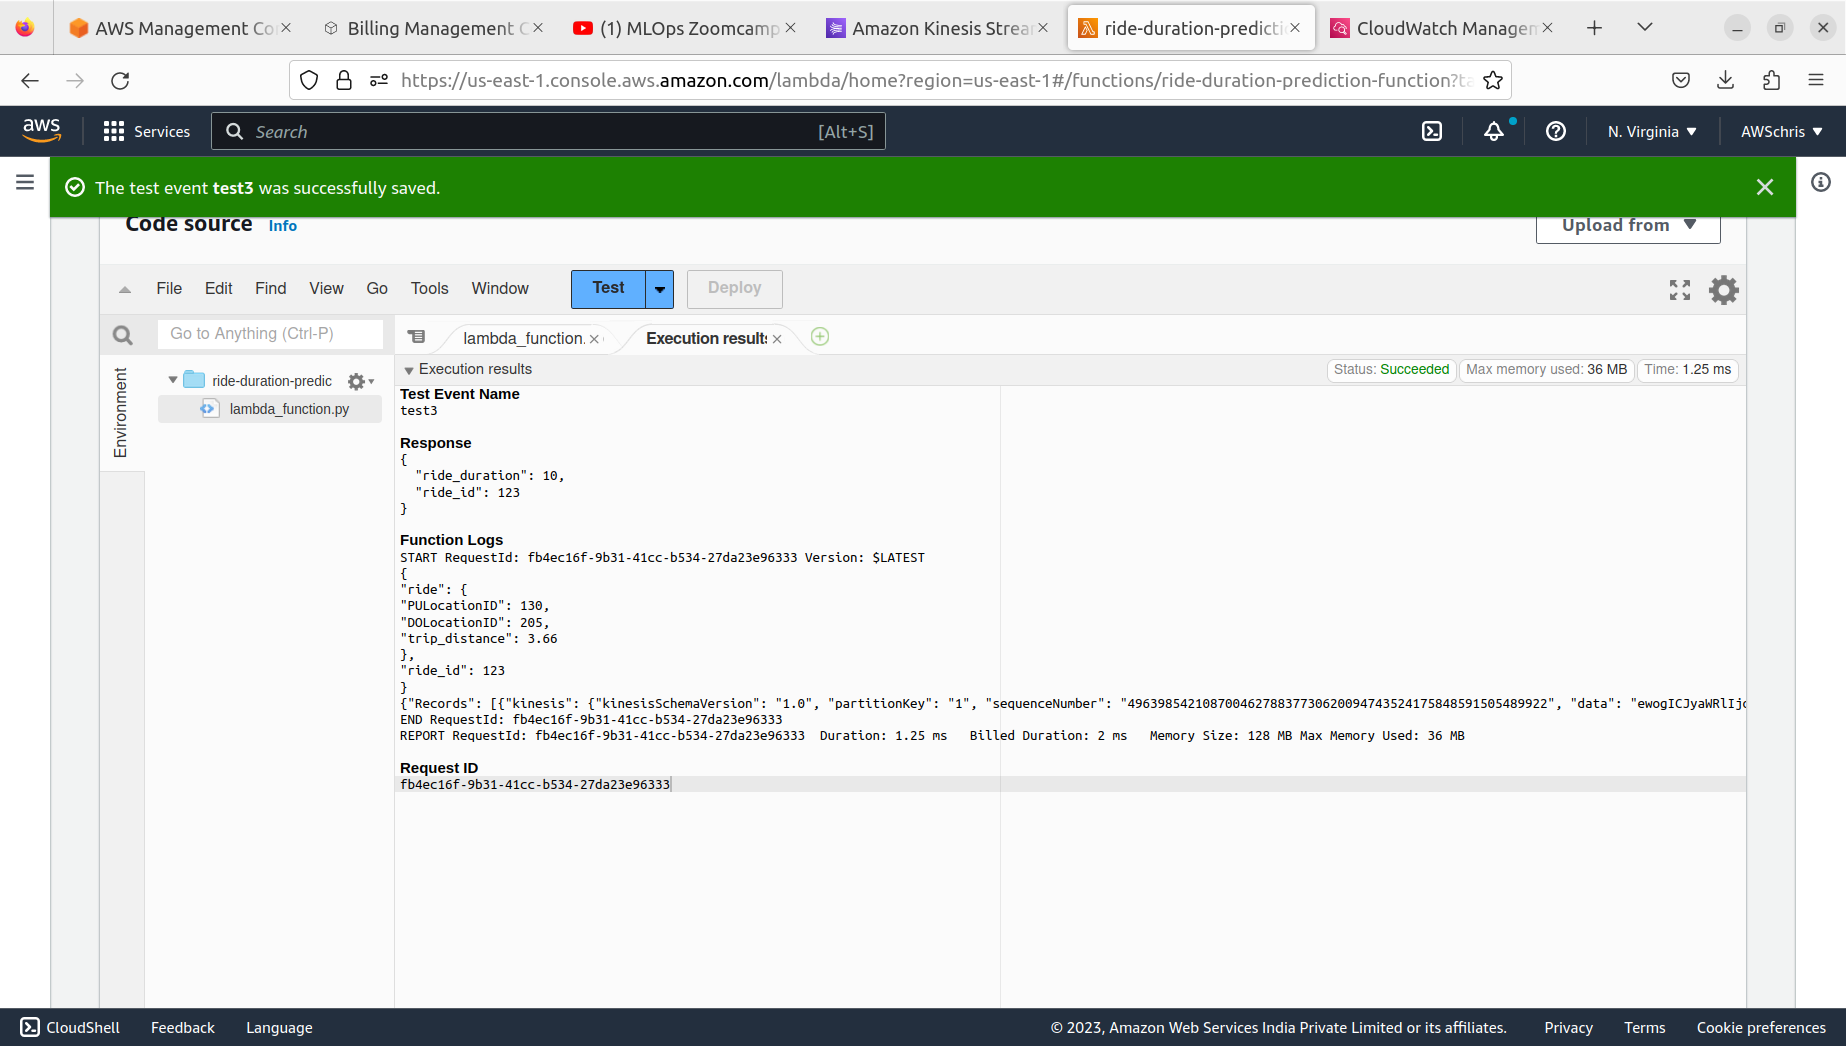 AWS Management Co
Billing Management C
(1) MLOps Zoomcamp
Amazon Kinesis Strea
ride-duration-predicti
CloudWatch Managem
https://us-east-1.console.aws.amazon.com/lambda/home?region=us-east-1#/functions/ride-duration-prediction-function?ta
aws
Services
Search
[Alt+S]
N. Virginia
AWSchris
The test event test3 was successfully saved.
Code source
Info
Upload from
File
Edit
Find
View
Go
Tools
Window
Test
Deploy
Go to Anything (Ctrl-P)
lambda_function.
Execution results
Environment
ride-duration-predic
lambda_function.py
Execution results
Status: Succeeded
Max memory used: 36 MB
Time: 1.25 ms
Test Event Name
test3
Response
{
"ride_duration": 10,
"ride_id": 123
}
Function Logs
START RequestId: fb4ec16f-9b31-41cc-b534-27da23e96333 Version: $LATEST
{
"ride": {
"PULocationID": 130,
"DOLocationID": 205,
"trip_distance": 3.66
},
"ride_id": 123
}
{"Records": [{"kinesis": {"kinesisSchemaVersion": "1.0", "partitionKey": "1", "sequenceNumber": "49639854210870046278837730620094743524175848591505489922", "data": "ewogICJyaWRlIjo
END RequestId: fb4ec16f-9b31-41cc-b534-27da23e96333
REPORT RequestId: fb4ec16f-9b31-41cc-b534-27da23e96333 Duration: 1.25 ms Billed Duration: 2 ms Memory Size: 128 MB Max Memory Used: 36 MB
Request ID
fb4ec16f-9b31-41cc-b534-27da23e96333
CloudShell
Feedback
Language
© 2023, Amazon Web Services India Private Limited or its affiliates.
Privacy
Terms
Cookie preferences